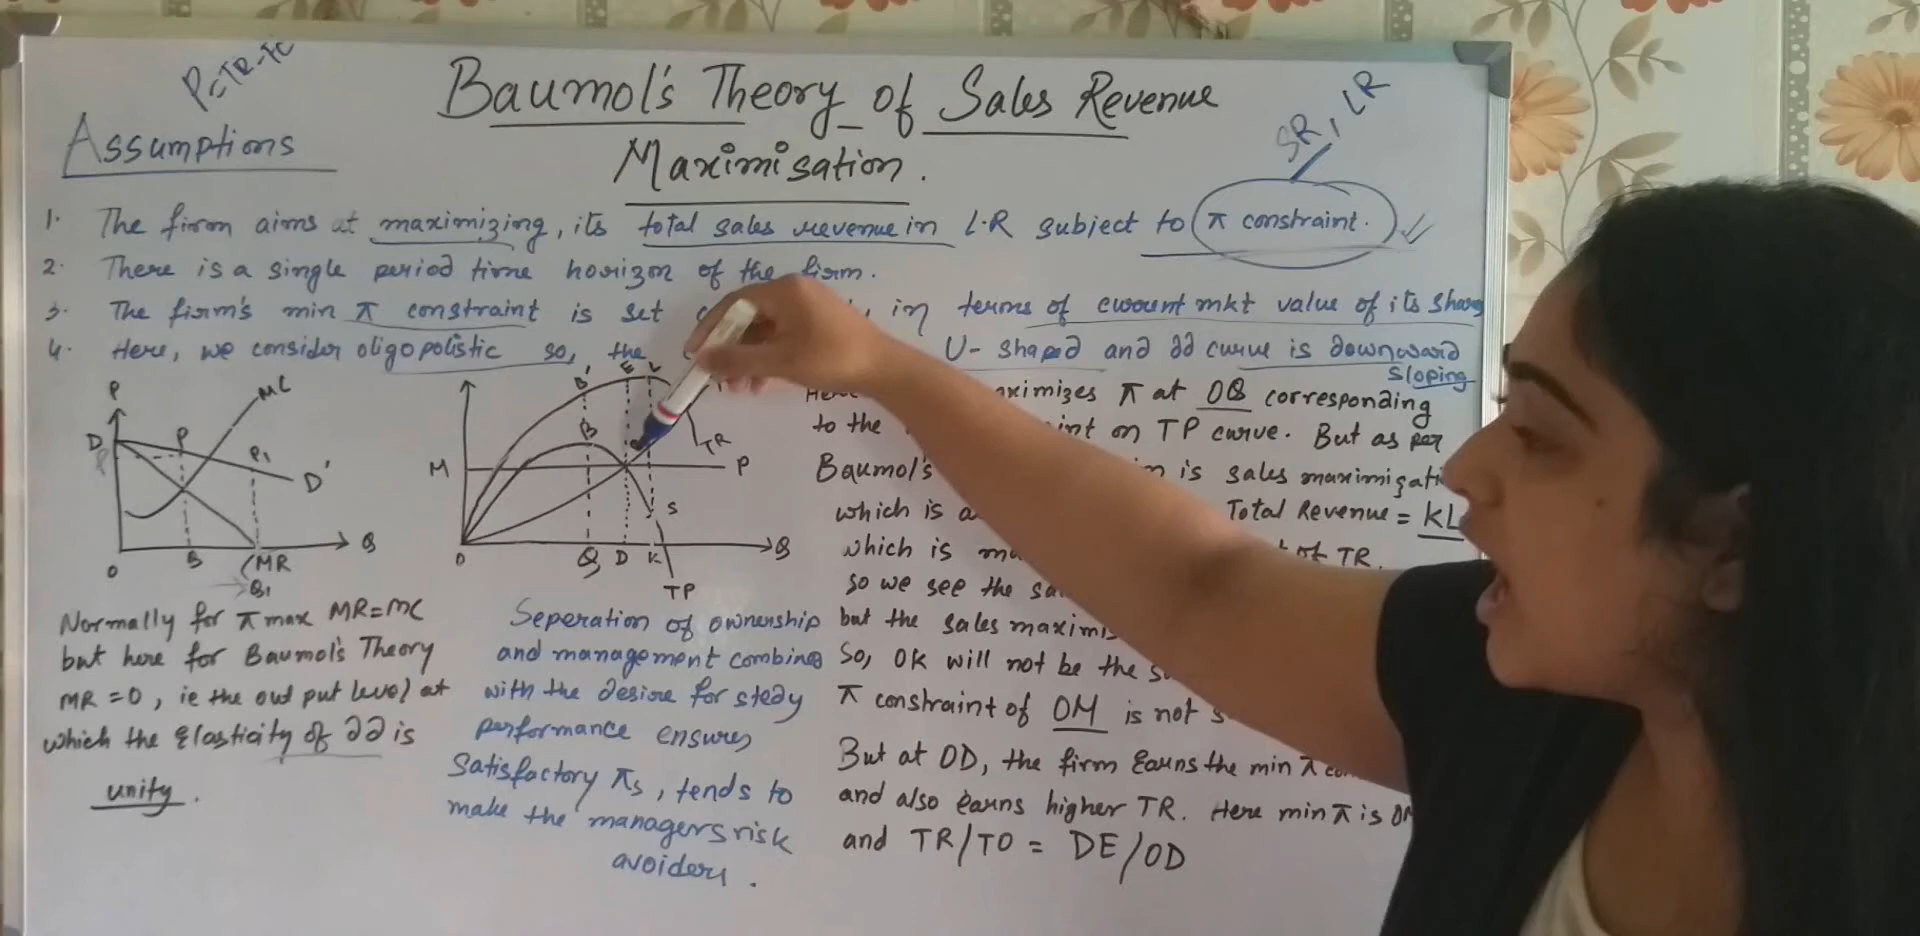 P=TR-TC
Baumol's Theory of Sales Revenue
Maximisation.
SR, LR
Assumptions
1. The firm aims at maximizing, its total sales revenue in L.R subject to π constraint.
2. There is a single period time horizon of the firm.
3. The firm's min π constraint is set in terms of current mkt value of its shares
4. Here, we consider oligopolistic so, the U-shaped and dd curve is downward
sloping
P
MC
D
P
P
P1
D'
O
B
MR
Q1
Q
B'
E
L
B
TR
M
P
S
O
Q
D
K
Q
TP
Normally for π max MR=MC
but here for Baumol's Theory
MR=0, ie the out put level at
which the Elasticity of dd is
unity.
Seperation of ownership
and management combined
with the desire for stedy
performance ensures
satisfactory πs, tends to
make the managers risk
avoiders.
π at OQ corresponding
to the on TP curve. But as per
Baumol's is sales
which is Total Revenue = KL
which is of TR.
so we see the
but the sales
So, OK will not be the
π constraint of OM is not
But at OD, the firm Earns the min π
and also earns higher TR. Here min π is
and TR/TO = DE/OD